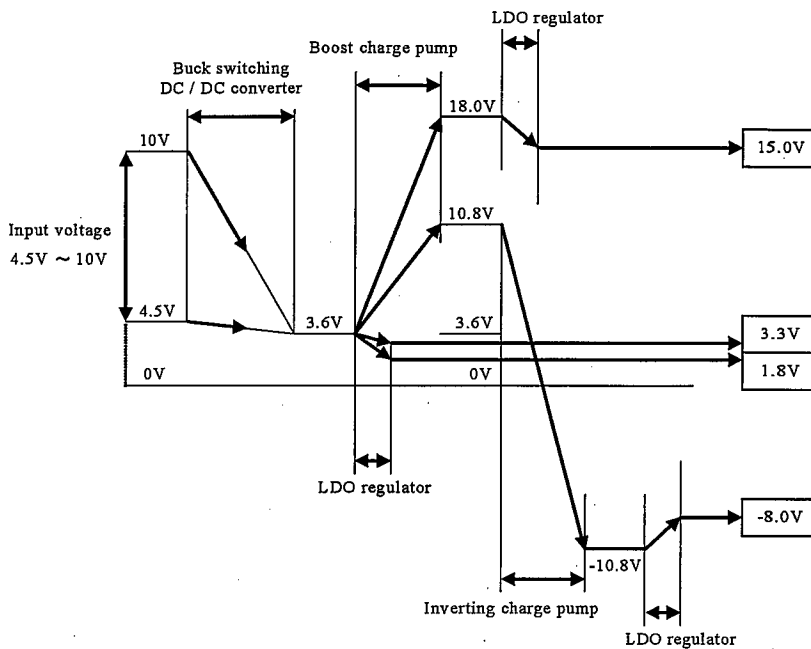 LDO regulator
Boost charge pump
Buck switching
DC / DC converter
18.0V
10V
15.0V
10.8V
Input voltage
4.5V ～ 10V
4.5V
3.6V
3.6V
3.3V
1.8V
0V
0V
LDO regulator
-8.0V
-10.8V
Inverting charge pump
LDO regulator